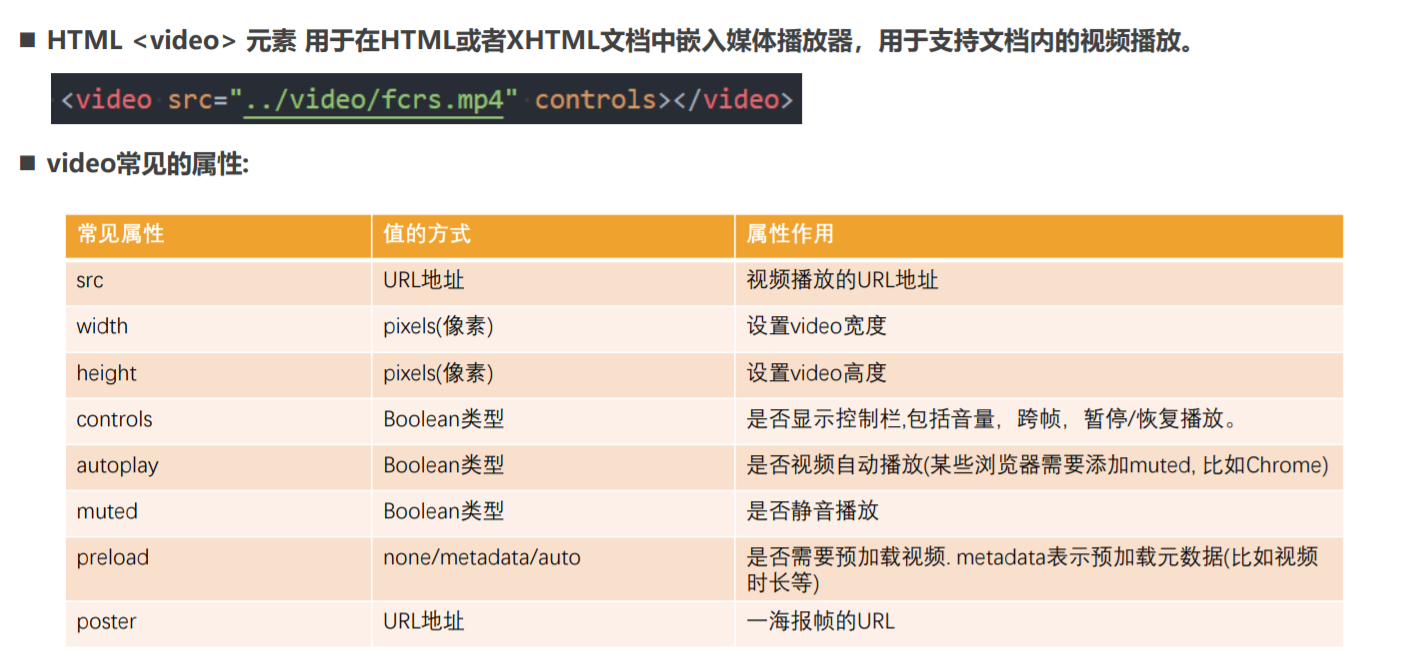 HTML <video> 元素 用于在HTML或者XHTML文档中嵌入媒体播放器，用于支持文档内的视频播放。
<video src="../video/fcrs.mp4" controls></video>
video常见的属性:
常见属性 值的方式 属性作用
src URL地址 视频播放的URL地址
width pixels(像素) 设置video宽度
height pixels(像素) 设置video高度
controls Boolean类型 是否显示控制栏,包括音量，跨帧，暂停/恢复播放。
autoplay Boolean类型 是否视频自动播放(某些浏览器需要添加muted, 比如Chrome)
muted Boolean类型 是否静音播放
preload none/metadata/auto 是否需要预加载视频. metadata表示预加载元数据(比如视频
时长等)
poster URL地址 一海报帧的URL